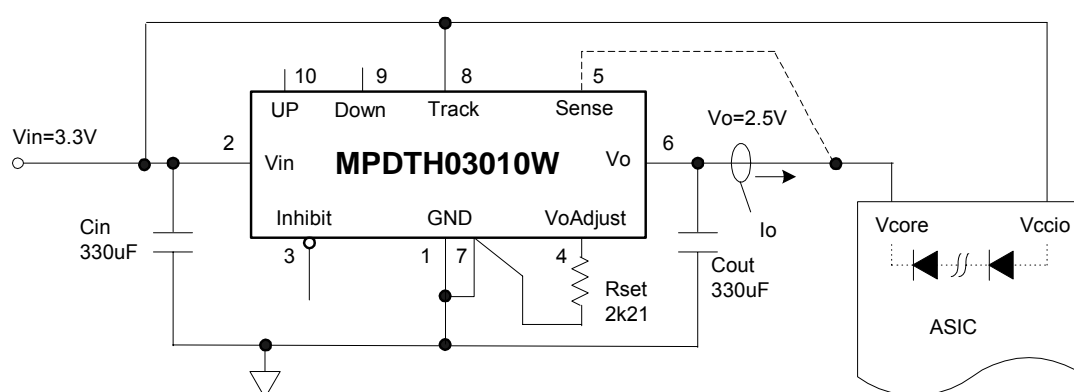 10
9
8
5
UP
Down
Track
Sense
Vo=2.5V
Vin=3.3V
2
Vin
MPDTH03010W
Vo
6
Inhibit
GND
VoAdjust
Io
Vcore
Vccio
Cin
330uF
3
1
7
4
Cout
330uF
Rset
2k21
ASIC